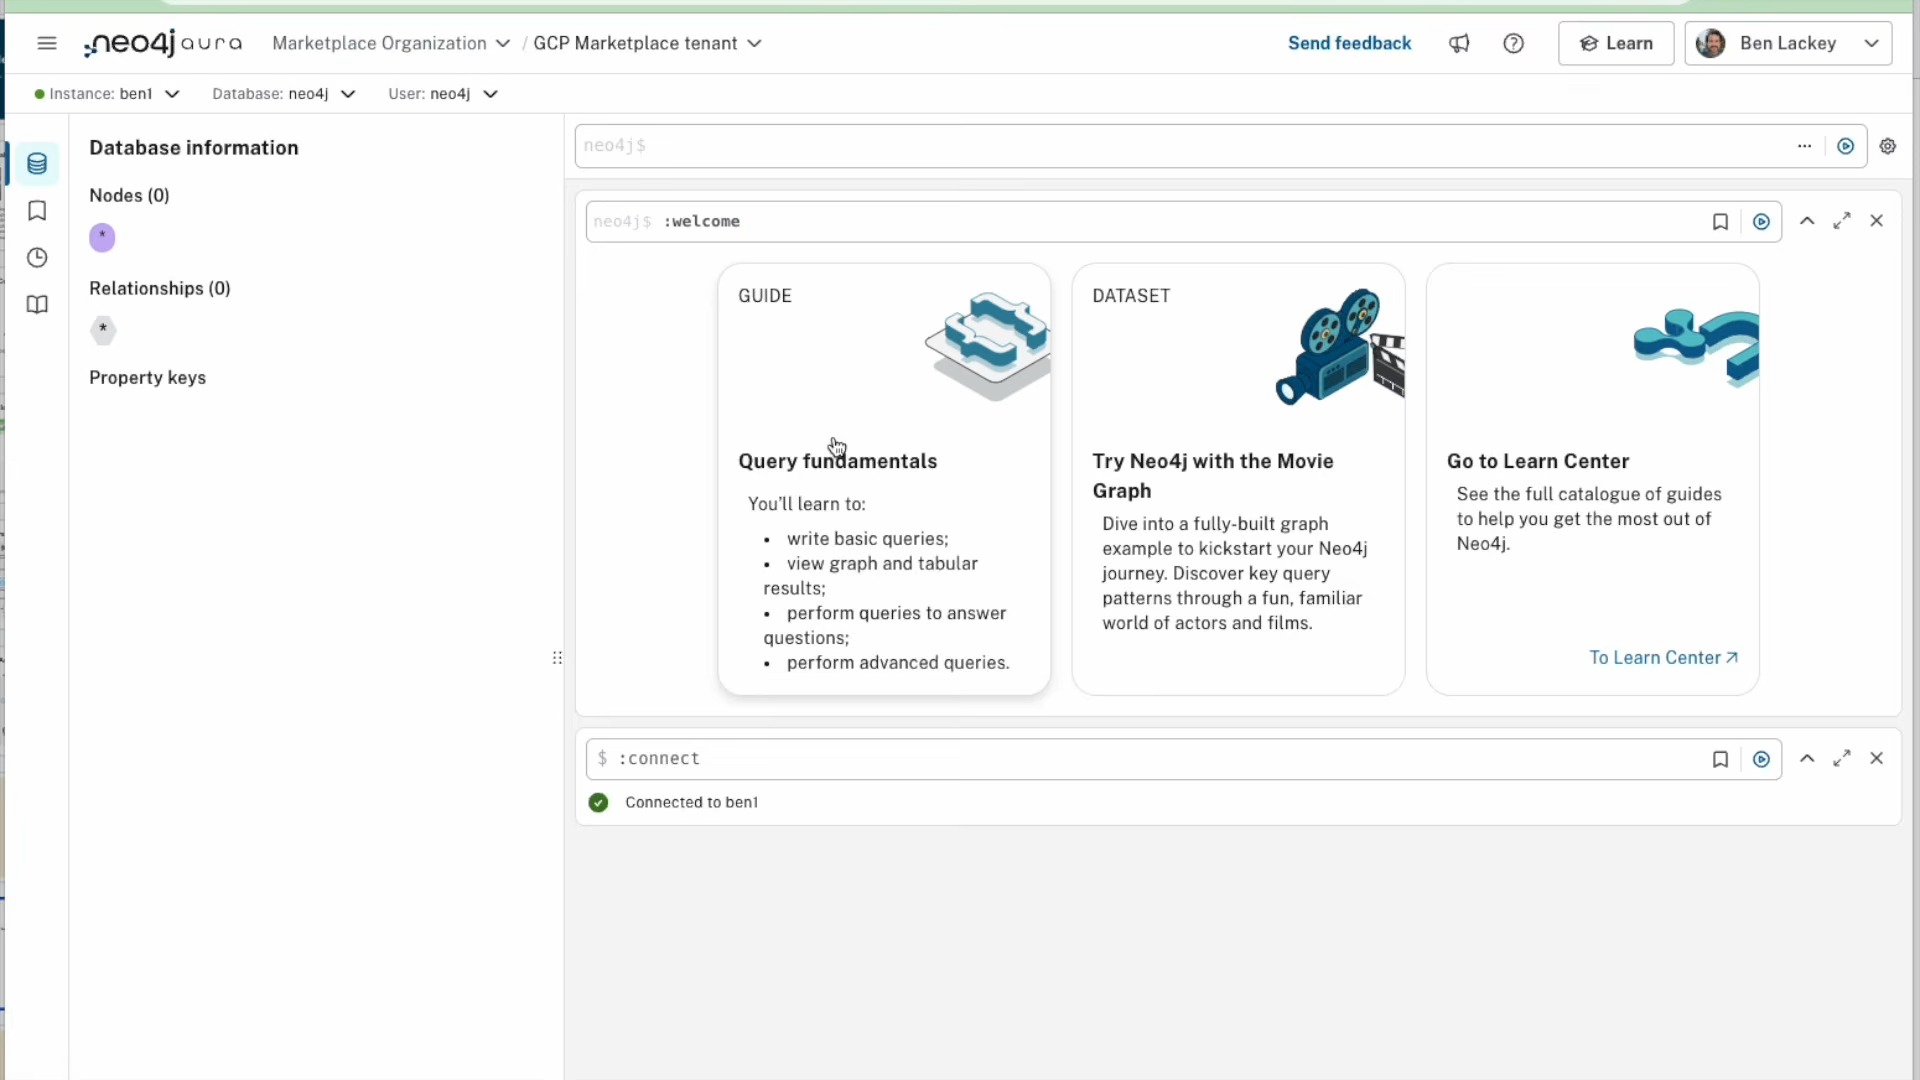 neo4j aura
Marketplace Organization / GCP Marketplace tenant
Send feedback
Learn
Ben Lackey
Instance: ben1
Database: neo4j
User: neo4j
Database information
Nodes (0)
*
Relationships (0)
*
Property keys
neo4j$
neo4j$ :welcome
GUIDE
Query fundamentals
You'll learn to:
• write basic queries;
• view graph and tabular
results;
• perform queries to answer
questions;
• perform advanced queries.
DATASET
Try Neo4j with the Movie
Graph
Dive into a fully-built graph
example to kickstart your Neo4j
journey. Discover key query
patterns through a fun, familiar
world of actors and films.
Go to Learn Center
See the full catalogue of guides
to help you get the most out of
Neo4j.
To Learn Center
$ :connect
Connected to ben1